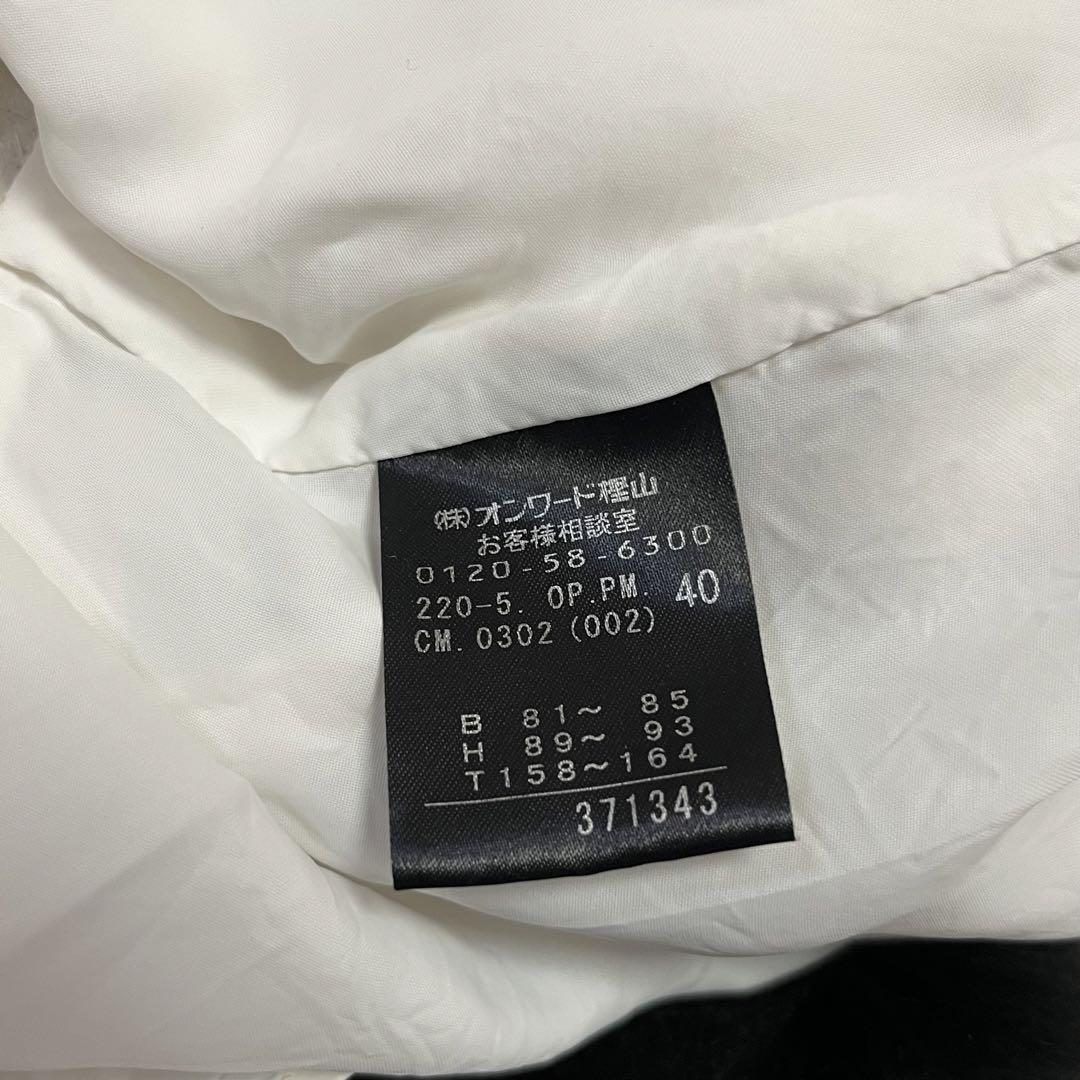 (株)オンワード樫山
お客様相談室
0120-58-6300
220-5. OP.PM. 40
CM. 0302 (002)
B 81～ 85
H 89～ 93
T158～164
371343